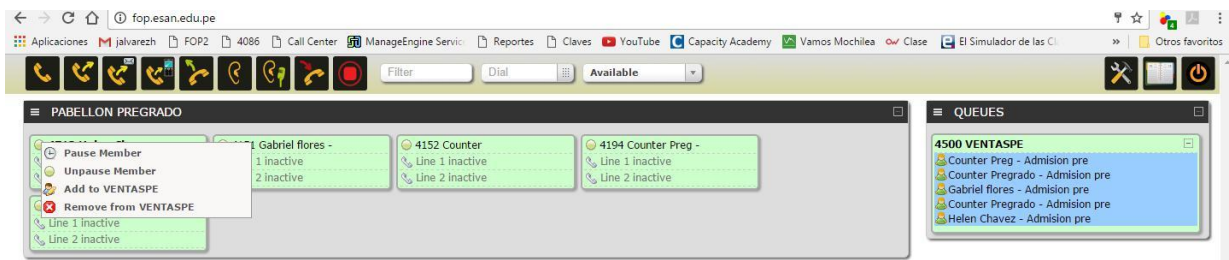 fop.esan.edu.pe
Aplicaciones jalvarezh FOP2 4086 Call Center ManageEngine Servic Reportes Claves YouTube Capacity Academy Vamos Mochilea Clase El Simulador de las Cl » Otros favoritos
Filter Dial Available
PABELLON PREGRADO
Gabriel flores -
1 inactive
2 inactive
4152 Counter
Line 1 inactive
Line 2 inactive
4194 Counter Preg -
Line 1 inactive
Line 2 inactive
Pause Member
Unpause Member
Add to VENTASPE
Remove from VENTASPE
Line 1 inactive
Line 2 inactive
QUEUES
4500 VENTASPE
Counter Preg - Admision pre
Counter Pregrado - Admision pre
Gabriel flores - Admision pre
Counter Pregrado - Admision pre
Helen Chavez - Admision pre